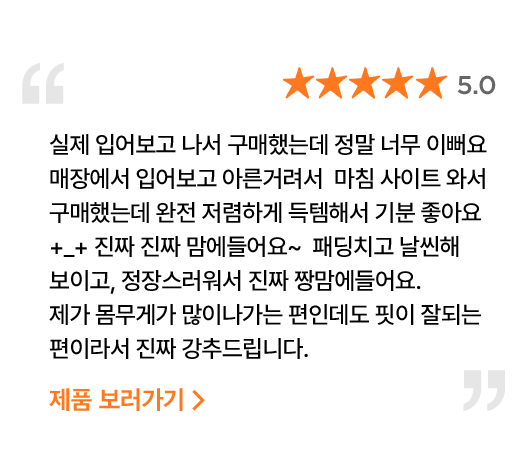 ★★★★★ 5.0
실제 입어보고 나서 구매했는데 정말 너무 이뻐요
매장에서 입어보고 아른거려서 마침 사이트 와서
구매했는데 완전 저렴하게 득템해서 기분 좋아요
+_+ 진짜 진짜 맘에들어요~ 패딩치고 날씬해
보이고, 정장스러워서 진짜 짱맘에들어요.
제가 몸무게가 많이나가는 편인데도 핏이 잘되는
편이라서 진짜 강추드립니다.
제품 보러가기 >